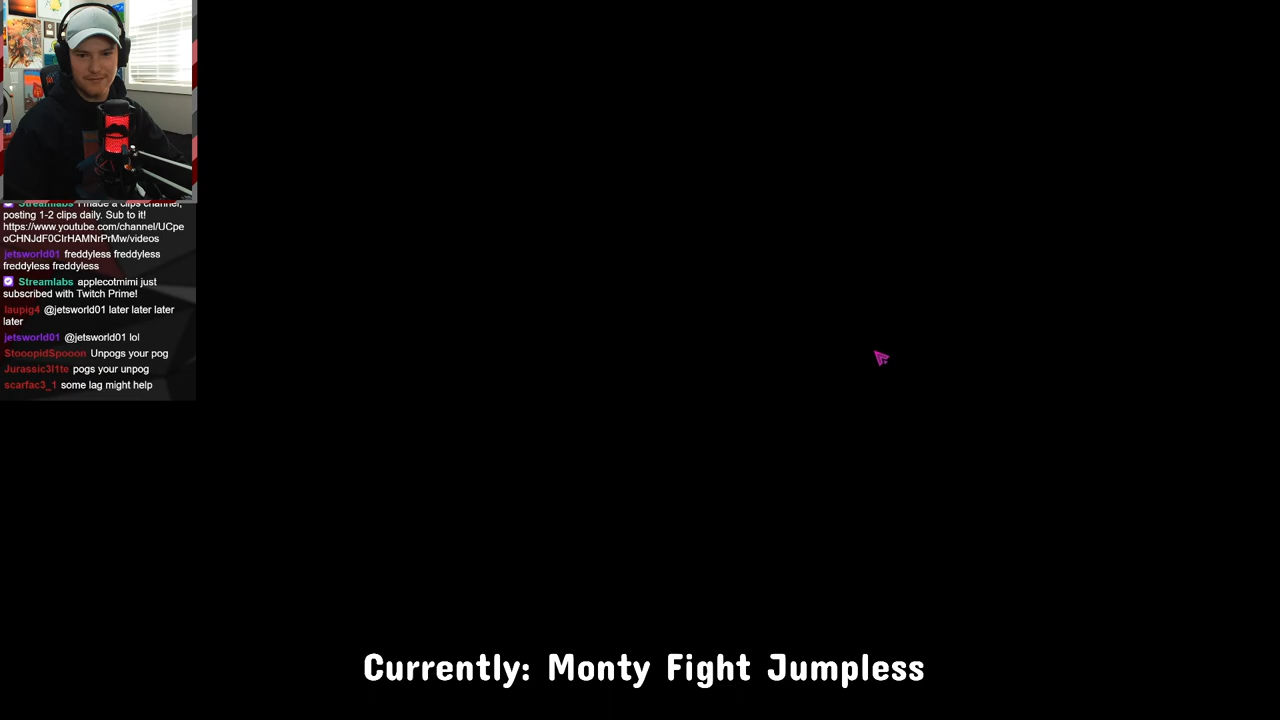 Streamlabs I made a clips channel,
posting 1-2 clips daily. Sub to it!
https://www.youtube.com/channel/UCpe
oCHNJdF0CIrHAMNrPrMw/videos
jetsworld01 freddyless freddyless
freddyless freddyless
Streamlabs applecotmimi just
subscribed with Twitch Prime!
laupig4 @jetsworld01 later later later
later
jetsworld01 @jetsworld01 lol
StooopidSpooon Unpogs your pog
Jurassic3l1te pogs your unpog
scarfac3_1 some lag might help
Currently: Monty Fight Jumpless